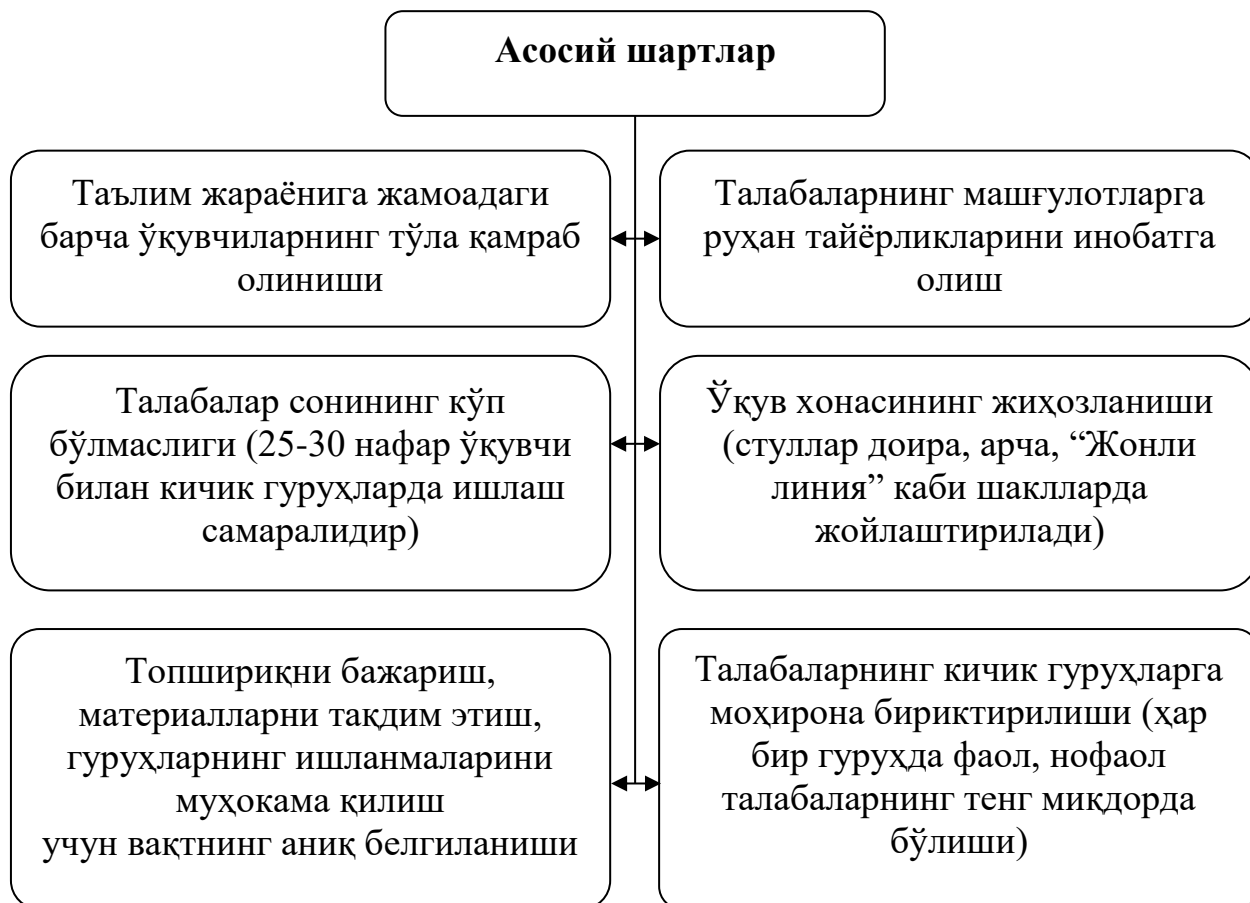 Асосий шартлар
Таълим жараёнига жамоадаги
барча ўқувчиларнинг тўла қамраб
олиниши
Талабаларнинг машғулотларга
руҳан тайёрликларини инобатга
олиш
Талабалар сонининг кўп
бўлмаслиги (25-30 нафар ўқувчи
билан кичик гуруҳларда ишлаш
самаралидир)
Ўқув хонасининг жиҳозланиши
(стуллар доира, арча, “Жонли
линия” каби шаклларда
жойлаштирилади)
Топшириқни бажариш,
материалларни тақдим этиш,
гуруҳларнинг ишланмаларини
муҳокама қилиш
учун вақтнинг аниқ белгиланиши
Талабаларнинг кичик гуруҳларга
моҳирона бириктирилиши (ҳар
бир гуруҳда фаол, нофаол
талабаларнинг тенг миқдорда
бўлиши)